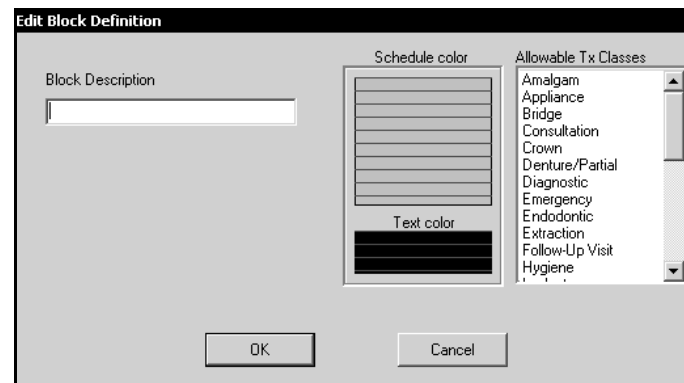 Edit Block Definition
Block Description
Schedule color
Text color
Allowable Tx Classes
Amalgam
Appliance
Bridge
Consultation
Crown
Denture/Partial
Diagnostic
Emergency
Endodontic
Extraction
Follow-Up Visit
Hygiene
OK
Cancel